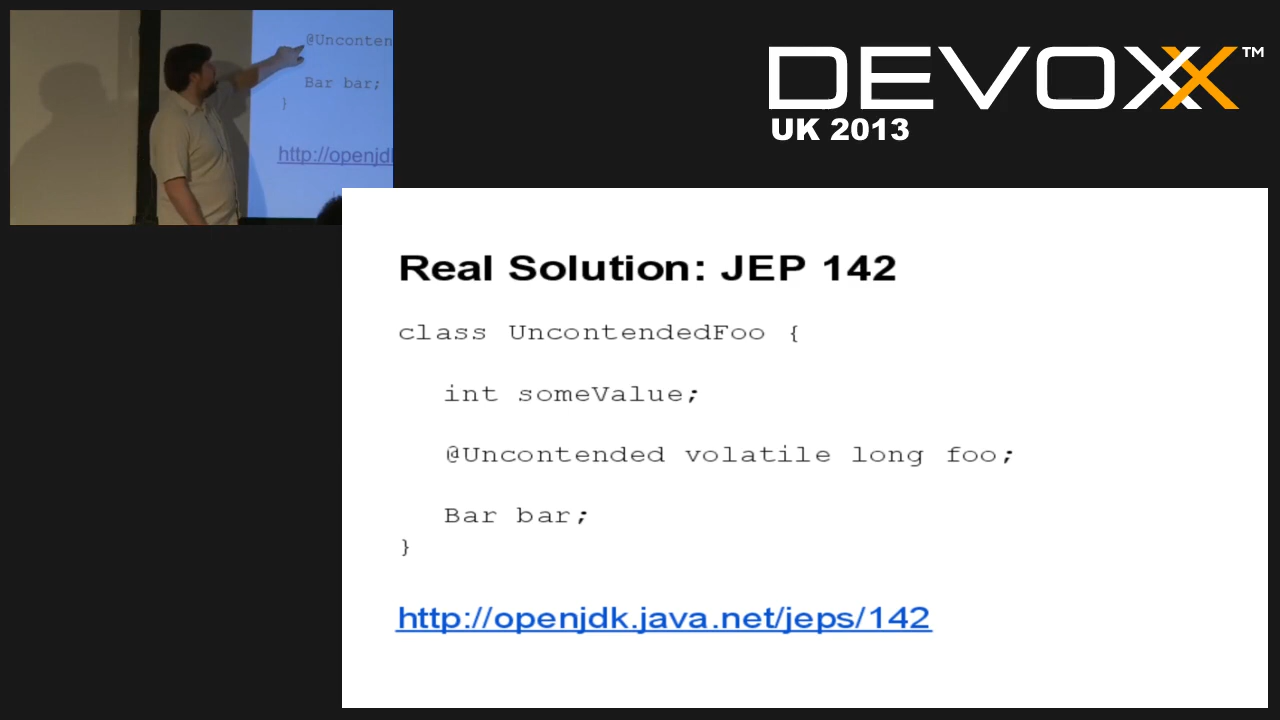 @Unconten
Bar bar;
}
http://openjdl
DEVOXX™
UK 2013
Real Solution: JEP 142
class UncontendedFoo {
int someValue;
@Uncontended volatile long foo;
Bar bar;
}
http://openjdk.java.net/jeps/142